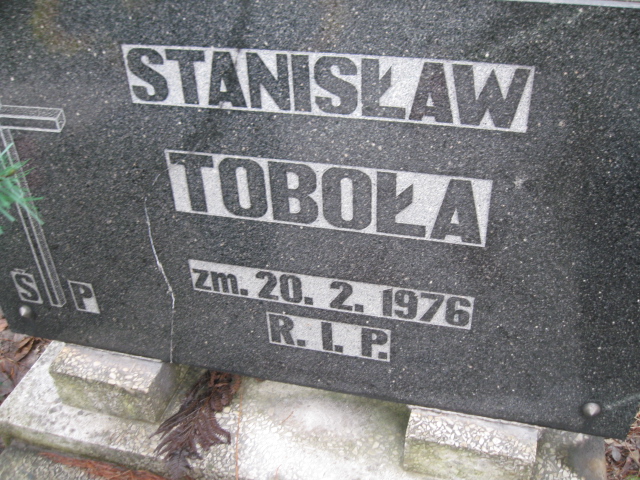 STANISŁAW
TOBOŁA
Ś P
zm. 20. 2. 1976
R. I. P.